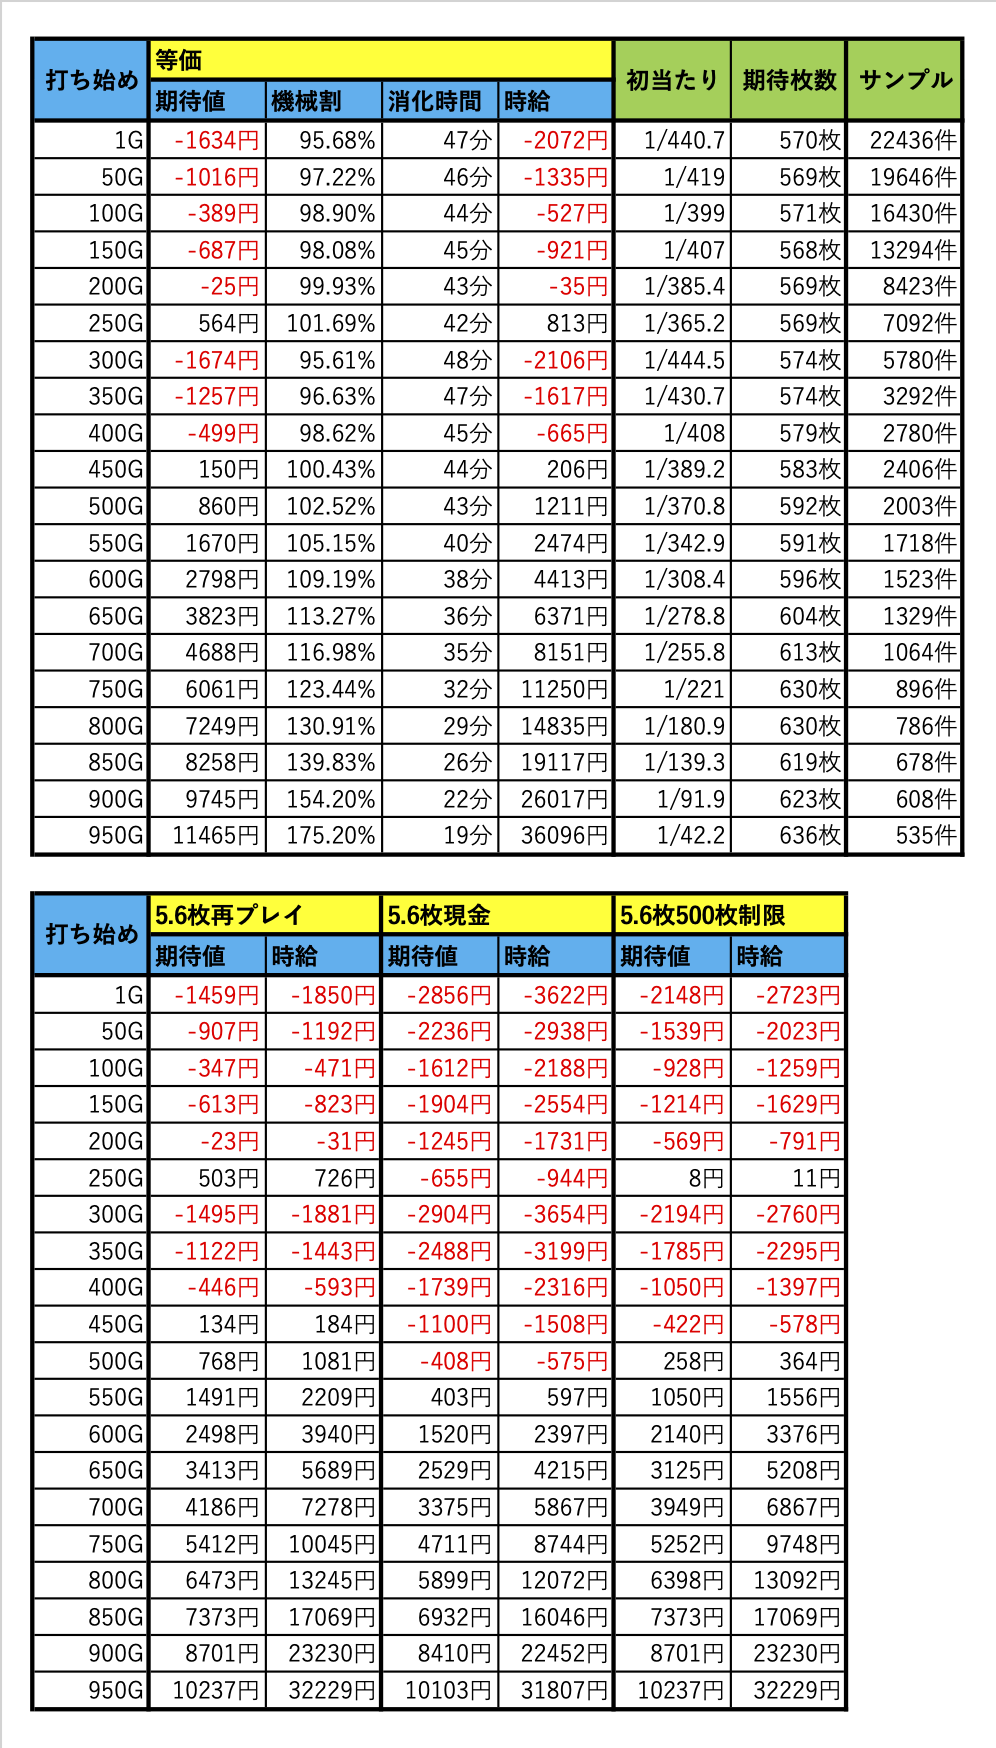 打ち始め 等価 初当たり 期待枚数 サンプル
期待値 機械割 消化時間 時給
1G -1634円 95.68% 47分 -2072円 1/440.7 570枚 22436件
50G -1016円 97.22% 46分 -1335円 1/419 569枚 19646件
100G -389円 98.90% 44分 -527円 1/399 571枚 16430件
150G -687円 98.08% 45分 -921円 1/407 568枚 13294件
200G -25円 99.93% 43分 -35円 1/385.4 569枚 8423件
250G 564円 101.69% 42分 813円 1/365.2 569枚 7092件
300G -1674円 95.61% 48分 -2106円 1/444.5 574枚 5780件
350G -1257円 96.63% 47分 -1617円 1/430.7 574枚 3292件
400G -499円 98.62% 45分 -665円 1/408 579枚 2780件
450G 150円 100.43% 44分 206円 1/389.2 583枚 2406件
500G 860円 102.52% 43分 1211円 1/370.8 592枚 2003件
550G 1670円 105.15% 40分 2474円 1/342.9 591枚 1718件
600G 2798円 109.19% 38分 4413円 1/308.4 596枚 1523件
650G 3823円 113.27% 36分 6371円 1/278.8 604枚 1329件
700G 4688円 116.98% 35分 8151円 1/255.8 613枚 1064件
750G 6061円 123.44% 32分 11250円 1/221 630枚 896件
800G 7249円 130.91% 29分 14835円 1/180.9 630枚 786件
850G 8258円 139.83% 26分 19117円 1/139.3 619枚 678件
900G 9745円 154.20% 22分 26017円 1/91.9 623枚 608件
950G 11465円 175.20% 19分 36096円 1/42.2 636枚 535件
打ち始め 5.6枚再プレイ 5.6枚現金 5.6枚500枚制限
期待値 時給 期待値 時給 期待値 時給
1G -1459円 -1850円 -2856円 -3622円 -2148円 -2723円
50G -907円 -1192円 -2236円 -2938円 -1539円 -2023円
100G -347円 -471円 -1612円 -2188円 -928円 -1259円
150G -613円 -823円 -1904円 -2554円 -1214円 -1629円
200G -23円 -31円 -1245円 -1731円 -569円 -791円
250G 503円 726円 -655円 -944円 8円 11円
300G -1495円 -1881円 -2904円 -3654円 -2194円 -2760円
350G -1122円 -1443円 -2488円 -3199円 -1785円 -2295円
400G -446円 -593円 -1739円 -2316円 -1050円 -1397円
450G 134円 184円 -1100円 -1508円 -422円 -578円
500G 768円 1081円 -408円 -575円 258円 364円
550G 1491円 2209円 403円 597円 1050円 1556円
600G 2498円 3940円 1520円 2397円 2140円 3376円
650G 3413円 5689円 2529円 4215円 3125円 5208円
700G 4186円 7278円 3375円 5867円 3949円 6867円
750G 5412円 10045円 4711円 8744円 5252円 9748円
800G 6473円 13245円 5899円 12072円 6398円 13092円
850G 7373円 17069円 6932円 16046円 7373円 17069円
900G 8701円 23230円 8410円 22452円 8701円 23230円
950G 10237円 32229円 10103円 31807円 10237円 32229円